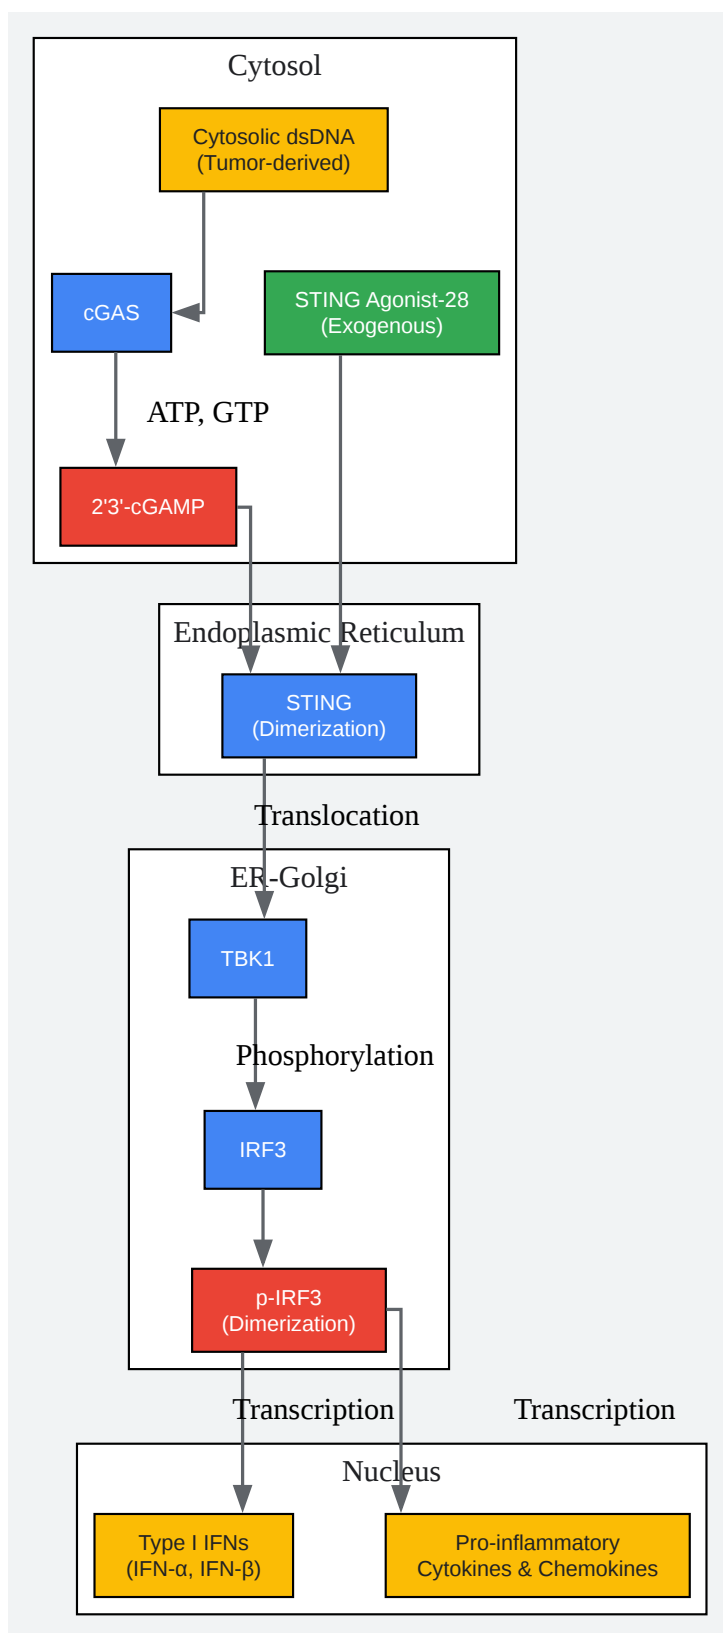 Cytosol
Cytosolic dsDNA
(Tumor-derived)
cGAS
STING Agonist-28
(Exogenous)
ATP, GTP
2'3'-cGAMP
Endoplasmic Reticulum
STING
(Dimerization)
Translocation
ER-Golgi
TBK1
Phosphorylation
IRF3
p-IRF3
(Dimerization)
Transcription
Transcription
Nucleus
Type I IFNs
(IFN-α, IFN-β)
Pro-inflammatory
Cytokines & Chemokines